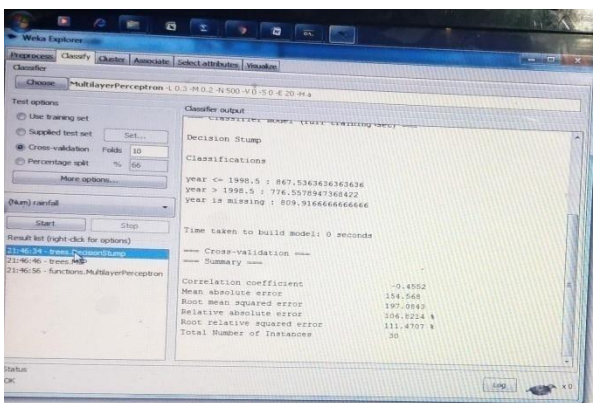 Weka Explorer
Preprocess Classify Cluster Associate Select attributes Visualize
Classifier
Choose MultilayerPerceptron -L 0.3 -M 0.2 -N 500 -V 0 -S 0 -E 20 -H a
Test options
Use training set
Supplied test set Set...
Cross-validation Folds 10
Percentage split % 66
More options...
(Num) rainfall
Start Stop
Result list (right-click for options)
21:46:34 - trees.DecisionStump
21:46:46 - trees.
21:46:56 - functions.MultilayerPerceptron
Classifier output
=== Classifier model (full training set) ===
Decision Stump
Classifications
year <= 1998.5 : 867.5363636363636
year > 1998.5 : 776.5578947368422
year is missing : 809.9166666666666
Time taken to build model: 0 seconds
=== Cross-validation ===
=== Summary ===
Correlation coefficient -0.4552
Mean absolute error 154.568
Root mean squared error 197.0843
Relative absolute error 106.8214 %
Root relative squared error 111.4707 %
Total Number of Instances 30
Status
OK
Log x 0